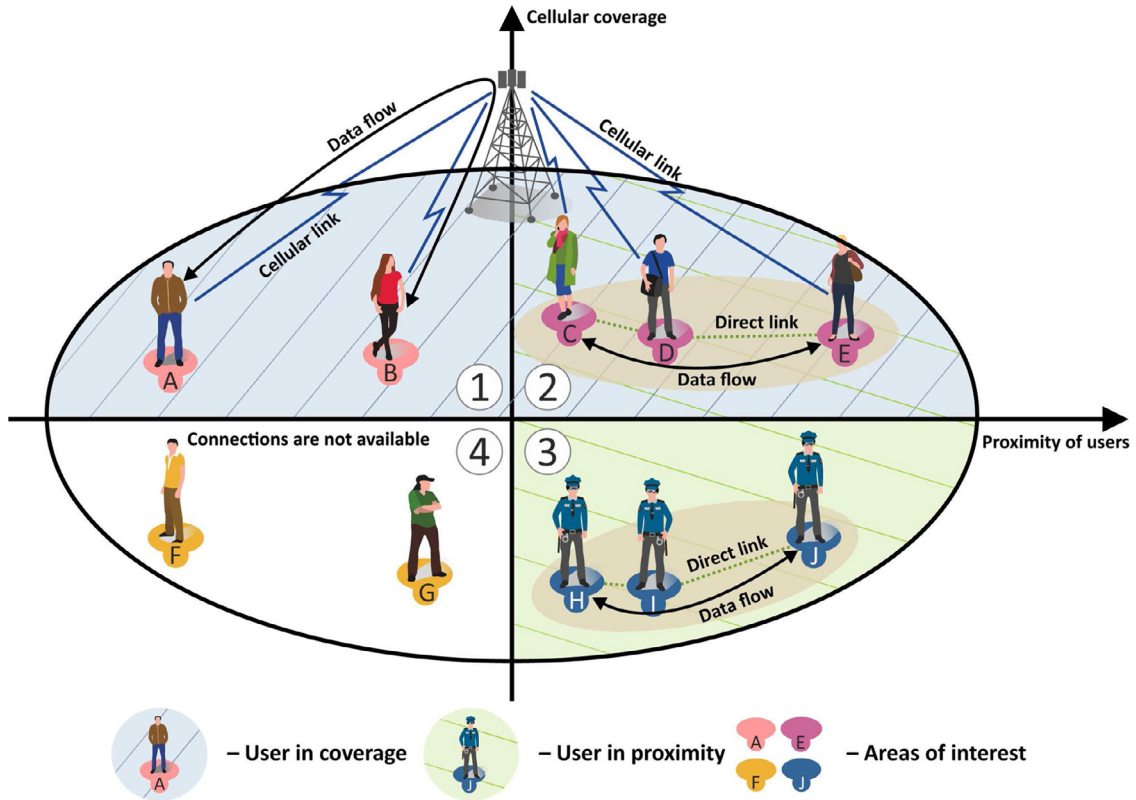 Cellular coverage
Data flow
Cellular link
Cellular link
A
B
C
D
E
Direct link
Data flow
1
2
Connections are not available
4
3
Proximity of users
F
G
H
I
J
Direct link
Data flow
A
– User in coverage
J
– User in proximity
A
E
F
J
– Areas of interest